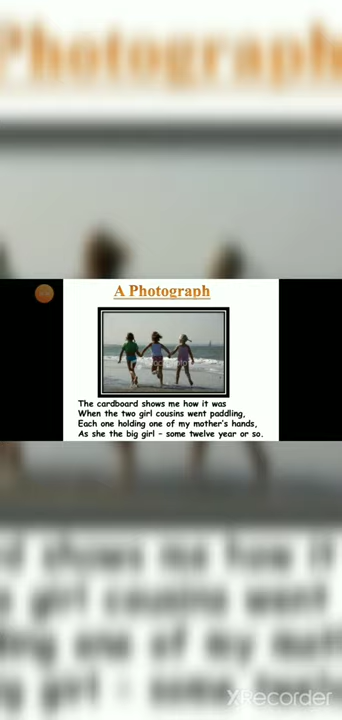 Photograph
A Photograph
The cardboard shows me how it was
When the two girl cousins went paddling,
Each one holding one of my mother's hands,
As she the big girl - some twelve year or so.
XRecorder